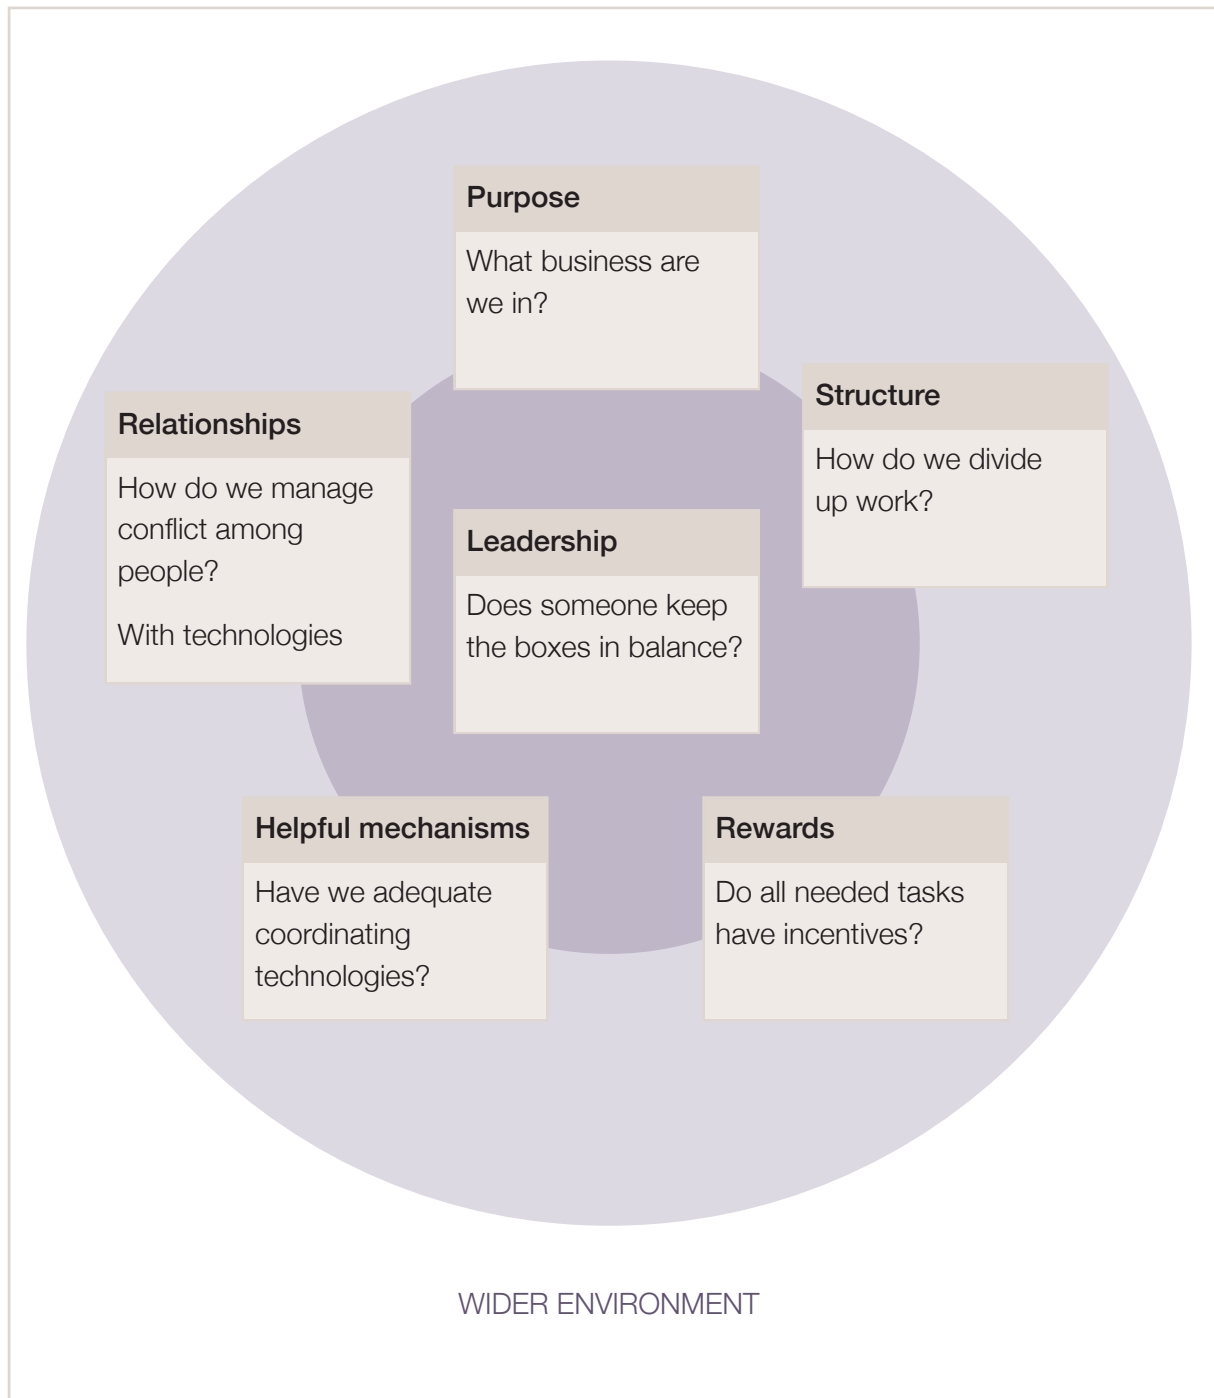 Purpose
What business are
we in?
Structure
How do we divide
up work?
Relationships
How do we manage
conflict among
people?
With technologies
Leadership
Does someone keep
the boxes in balance?
Helpful mechanisms
Have we adequate
coordinating
technologies?
Rewards
Do all needed tasks
have incentives?
WIDER ENVIRONMENT